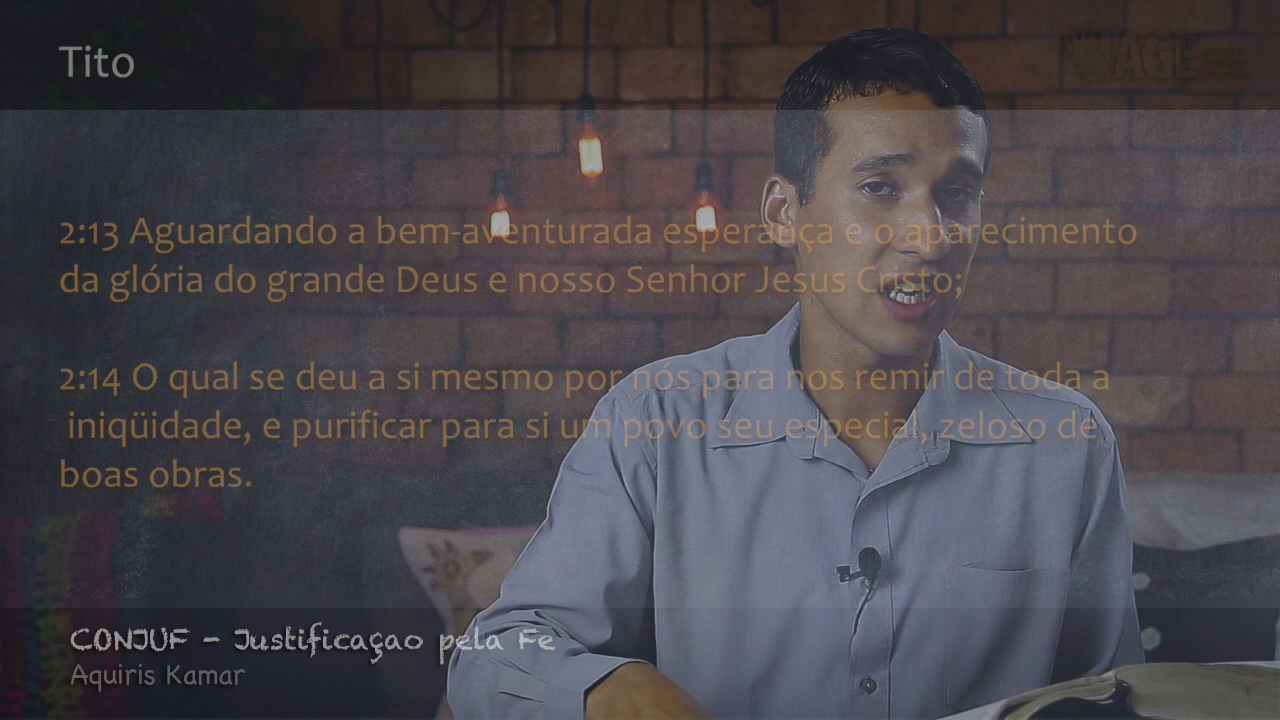 Tito
IAGE
2:13 Aguardando a bem-aventurada esperança e o aparecimento
da glória do grande Deus e nosso Senhor Jesus Cristo;
2:14 O qual se deu a si mesmo por nós para nos remir de toda a
iniqüidade, e purificar para si um povo seu especial, zeloso de
boas obras.
CONJUF - Justificaçao pela Fe
Aquiris Kamar